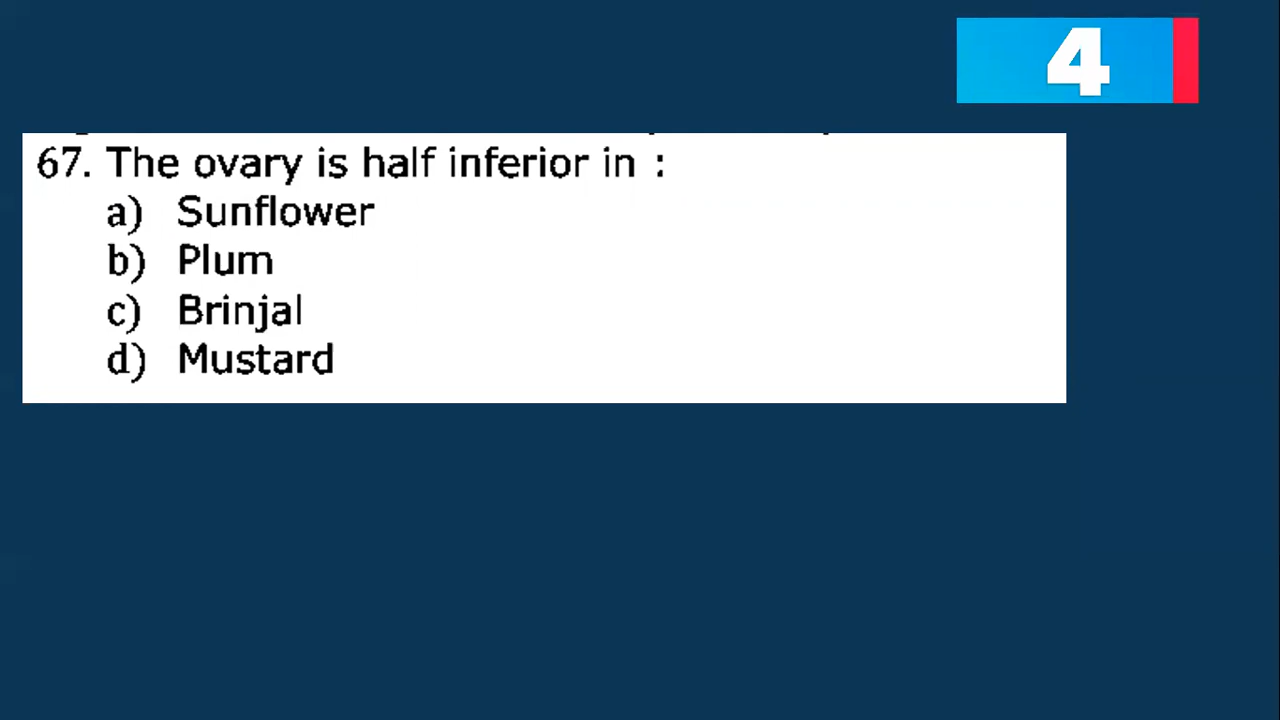 4
67. The ovary is half inferior in :
a) Sunflower
b) Plum
c) Brinjal
d) Mustard